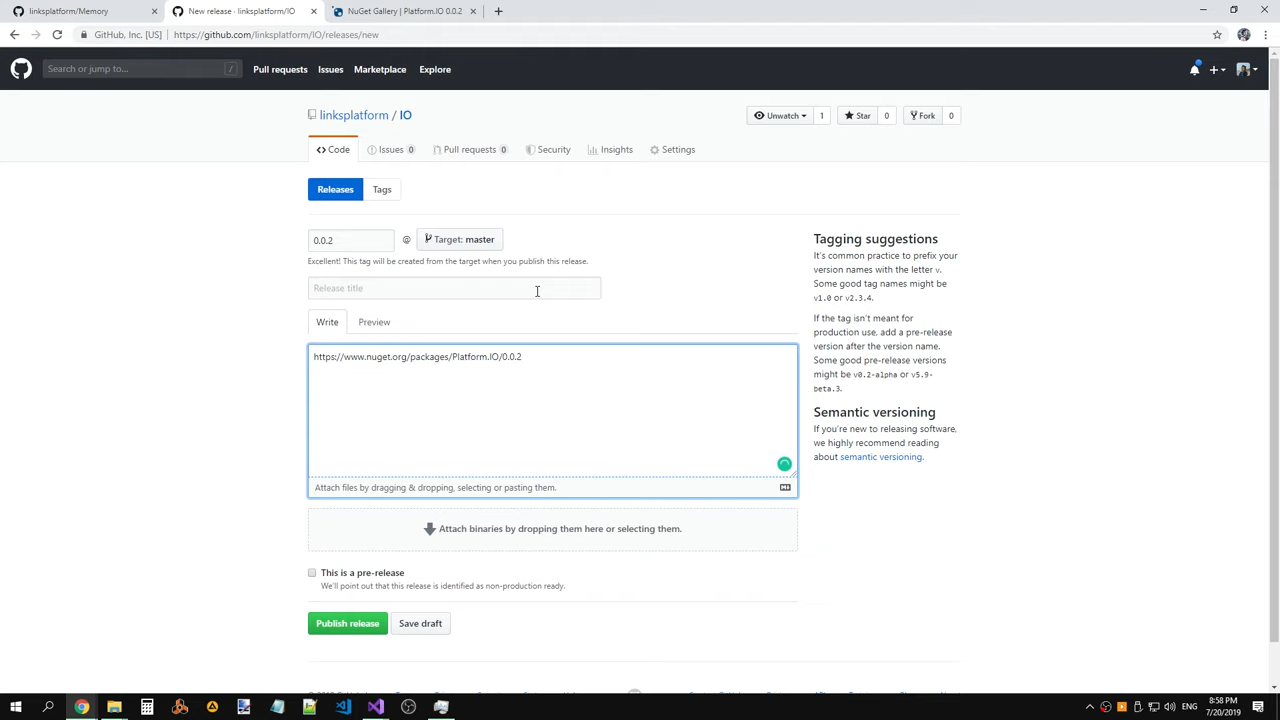 linksplatform/Memory
New release · linksplatform/IO
NuGet Gallery | Platform.IO 0.0.2
GitHub, Inc. [US]
https://github.com/linksplatform/IO/releases/new
Search or jump to...
/
Pull requests
Issues
Marketplace
Explore
linksplatform / IO
Unwatch
1
Star
0
Fork
0
Code
Issues 0
Pull requests 0
Security
Insights
Settings
Releases
Tags
0.0.2
@
Target: master
Excellent! This tag will be created from the target when you publish this release.
Release title
Write
Preview
https://www.nuget.org/packages/Platform.IO/0.0.2
Attach files by dragging & dropping, selecting or pasting them.
Attach binaries by dropping them here or selecting them.
This is a pre-release
We'll point out that this release is identified as non-production ready.
Publish release
Save draft
Tagging suggestions
It's common practice to prefix your
version names with the letter v.
Some good tag names might be
v1.0 or v2.3.4.
If the tag isn't meant for
production use, add a pre-release
version after the version name.
Some good pre-release versions
might be v0.2-alpha or v5.9-
beta.3.
Semantic versioning
If you're new to releasing software,
we highly recommend reading
about semantic versioning.
ENG
8:58 PM
7/20/2019